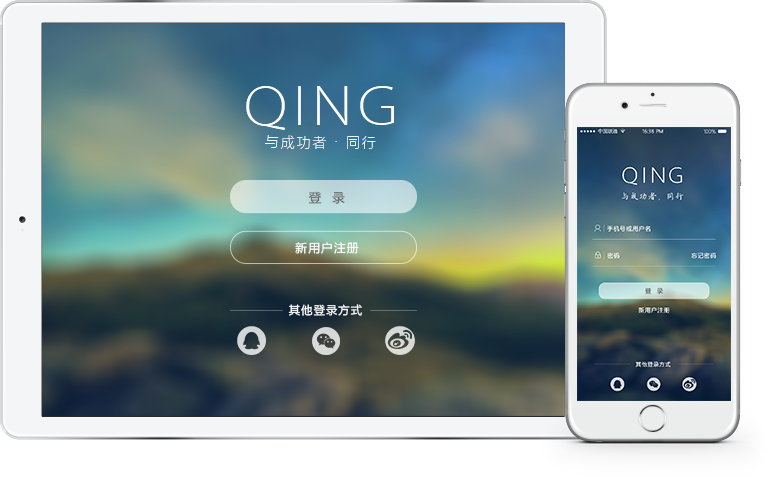 QING
与成功者 · 同行
登 录
新用户注册
其他登录方式
中国联通
16:38 PM
100%
QING
与成功者，同行
手机号或用户名
密码
忘记密码
登 录
新用户注册
其他登录方式